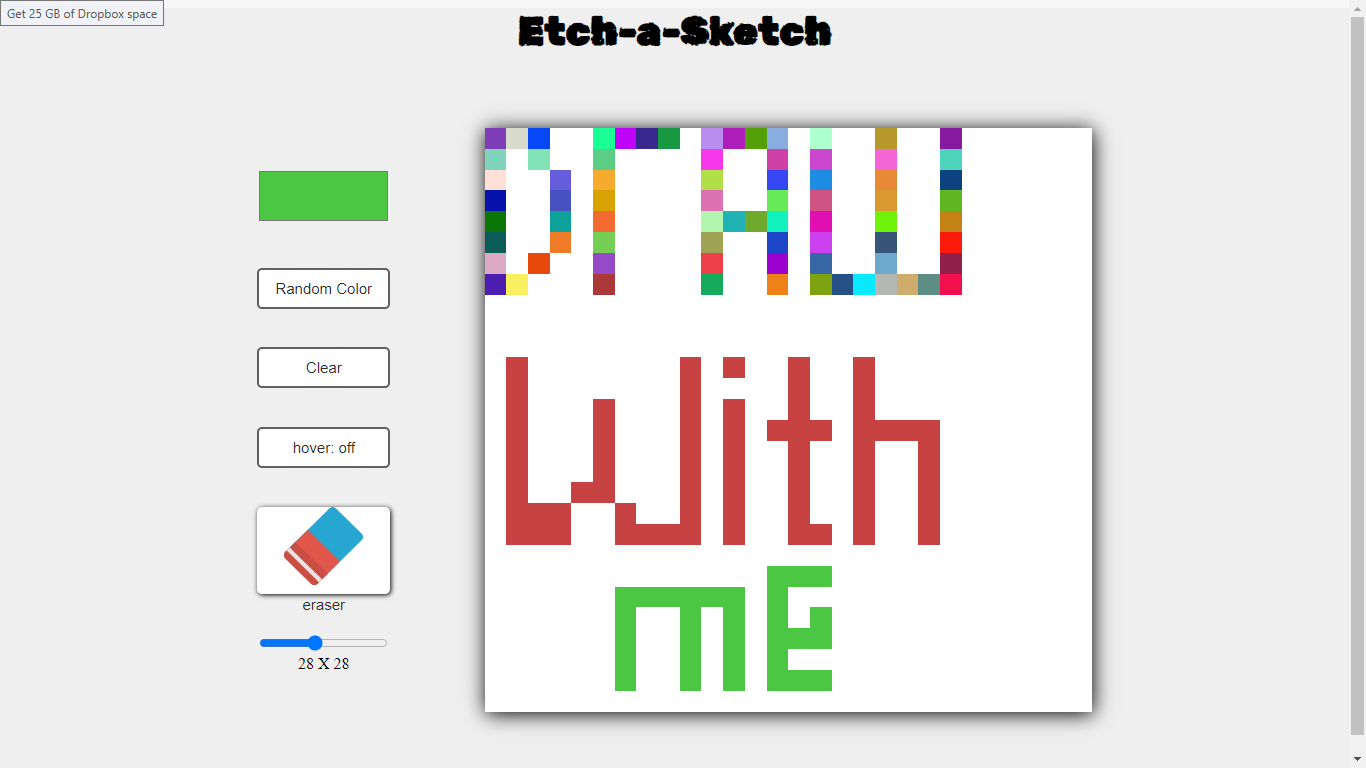 Get 25 GB of Dropbox space
Etch-a-Sketch
DrAW
With
me
Random Color
Clear
hover: off
eraser
28 X 28